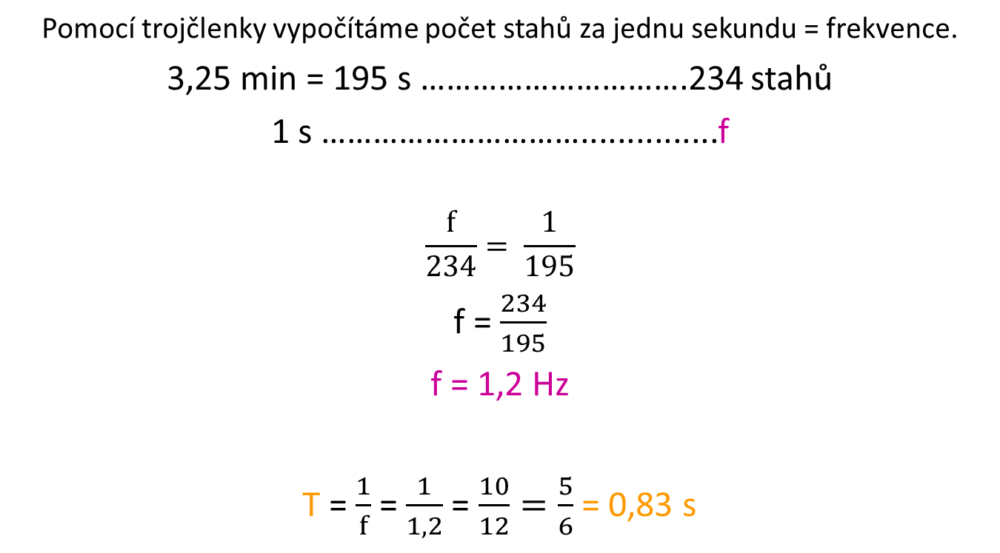 Pomocí trojčlenky vypočítáme počet stahů za jednu sekundu = frekvence.
3,25 min = 195 s ………………………….234 stahů
1 s …………………………..............f
f/234 = 1/195
f = 234/195
f = 1,2 Hz
T = 1/f = 1/1,2 = 10/12 = 5/6 = 0,83 s